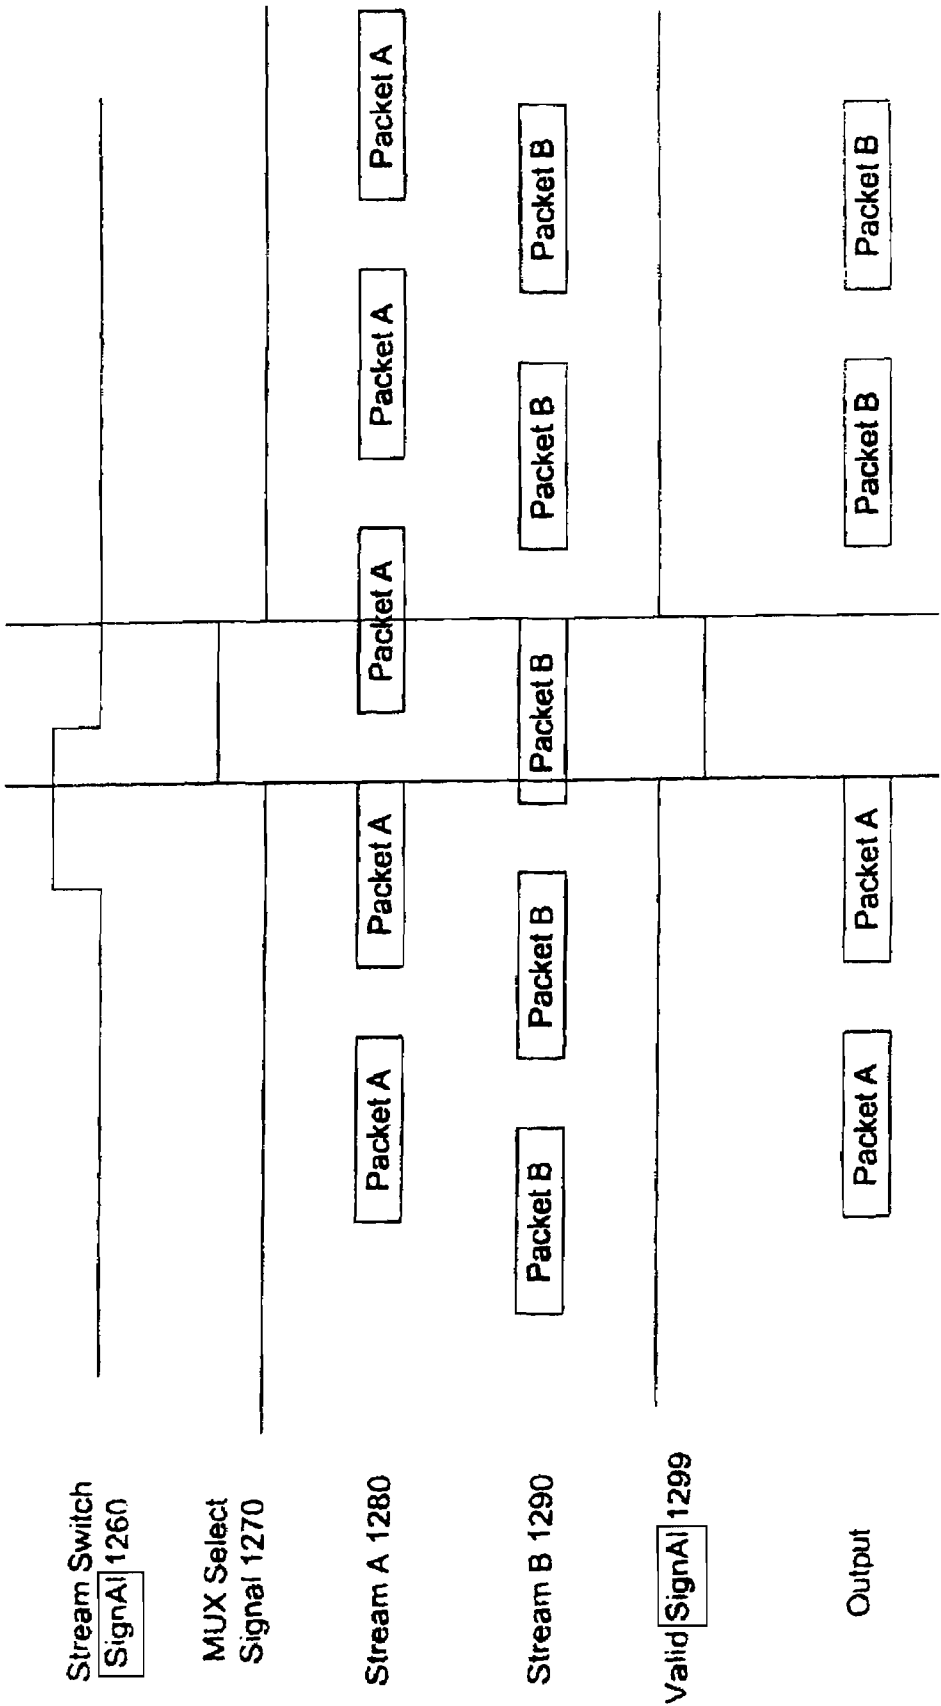 Stream Switch
SignAl 1260
MUX Select
Signal 1270
Stream A 1280
Packet A
Packet A
Packet A
Packet A
Packet A
Stream B 1290
Packet B
Packet B
Packet B
Packet B
Packet B
Valid SignAl 1299
Output
Packet A
Packet A
Packet B
Packet B